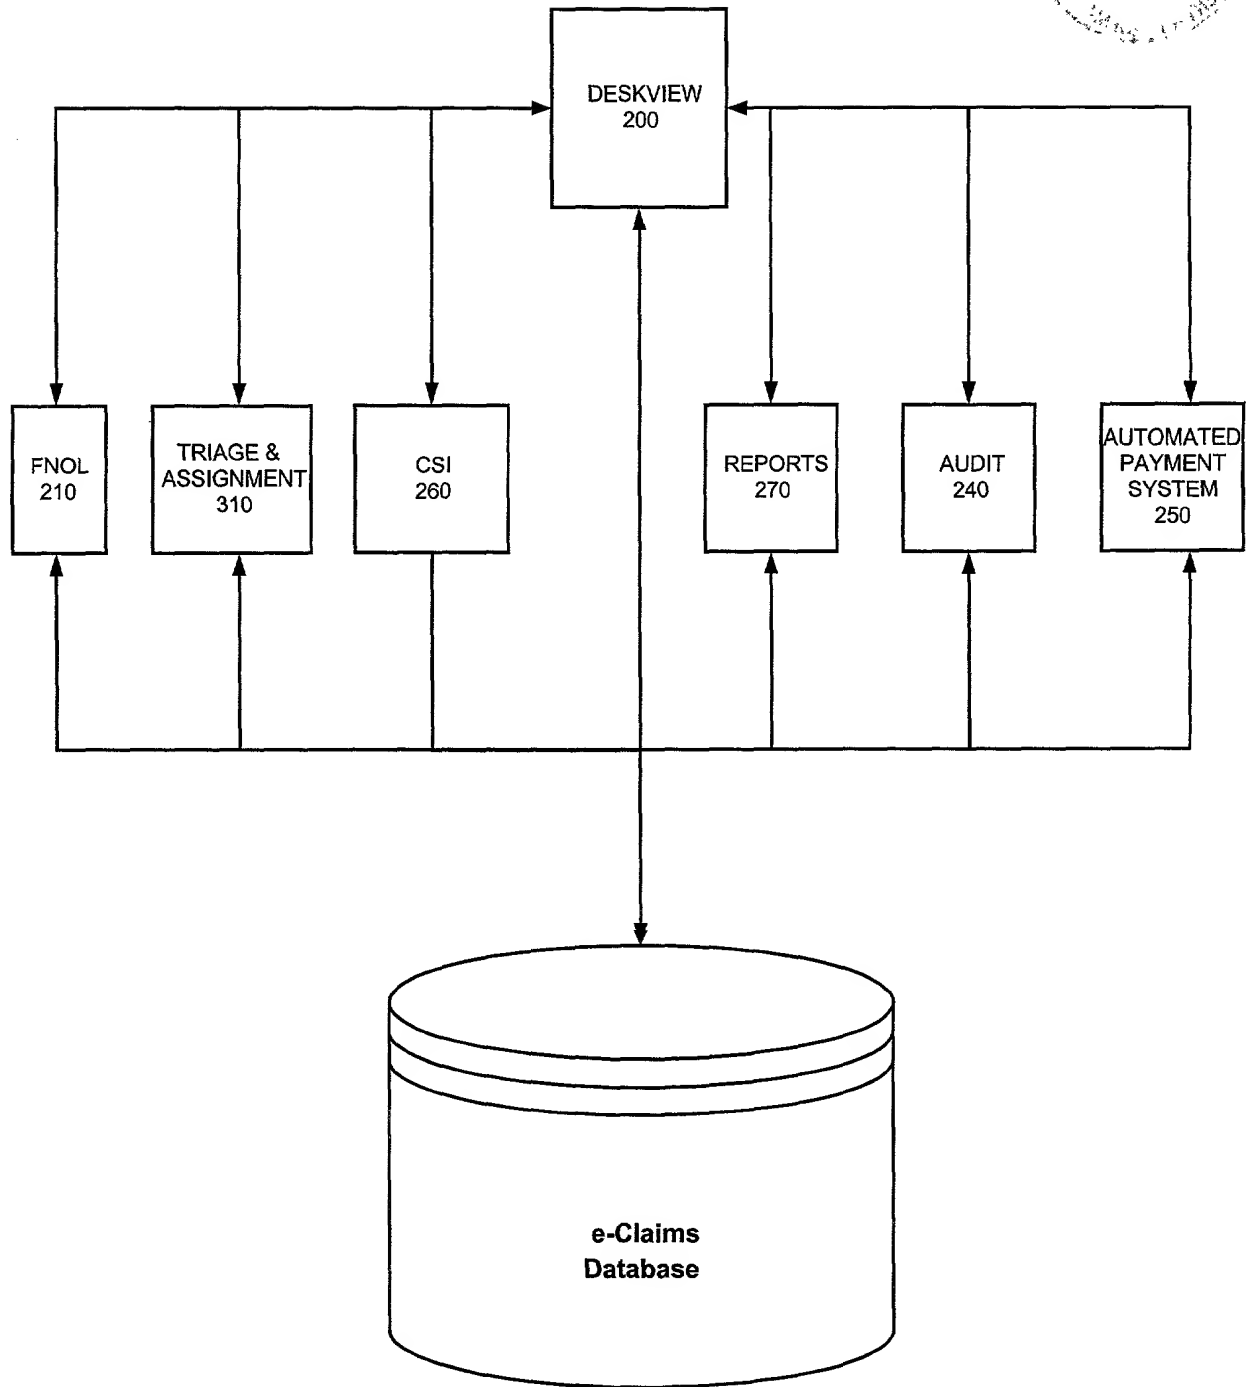 DESKVIEW
200
FNOL
210
TRIAGE &
ASSIGNMENT
310
CSI
260
REPORTS
270
AUDIT
240
AUTOMATED
PAYMENT
SYSTEM
250
e-Claims
Database